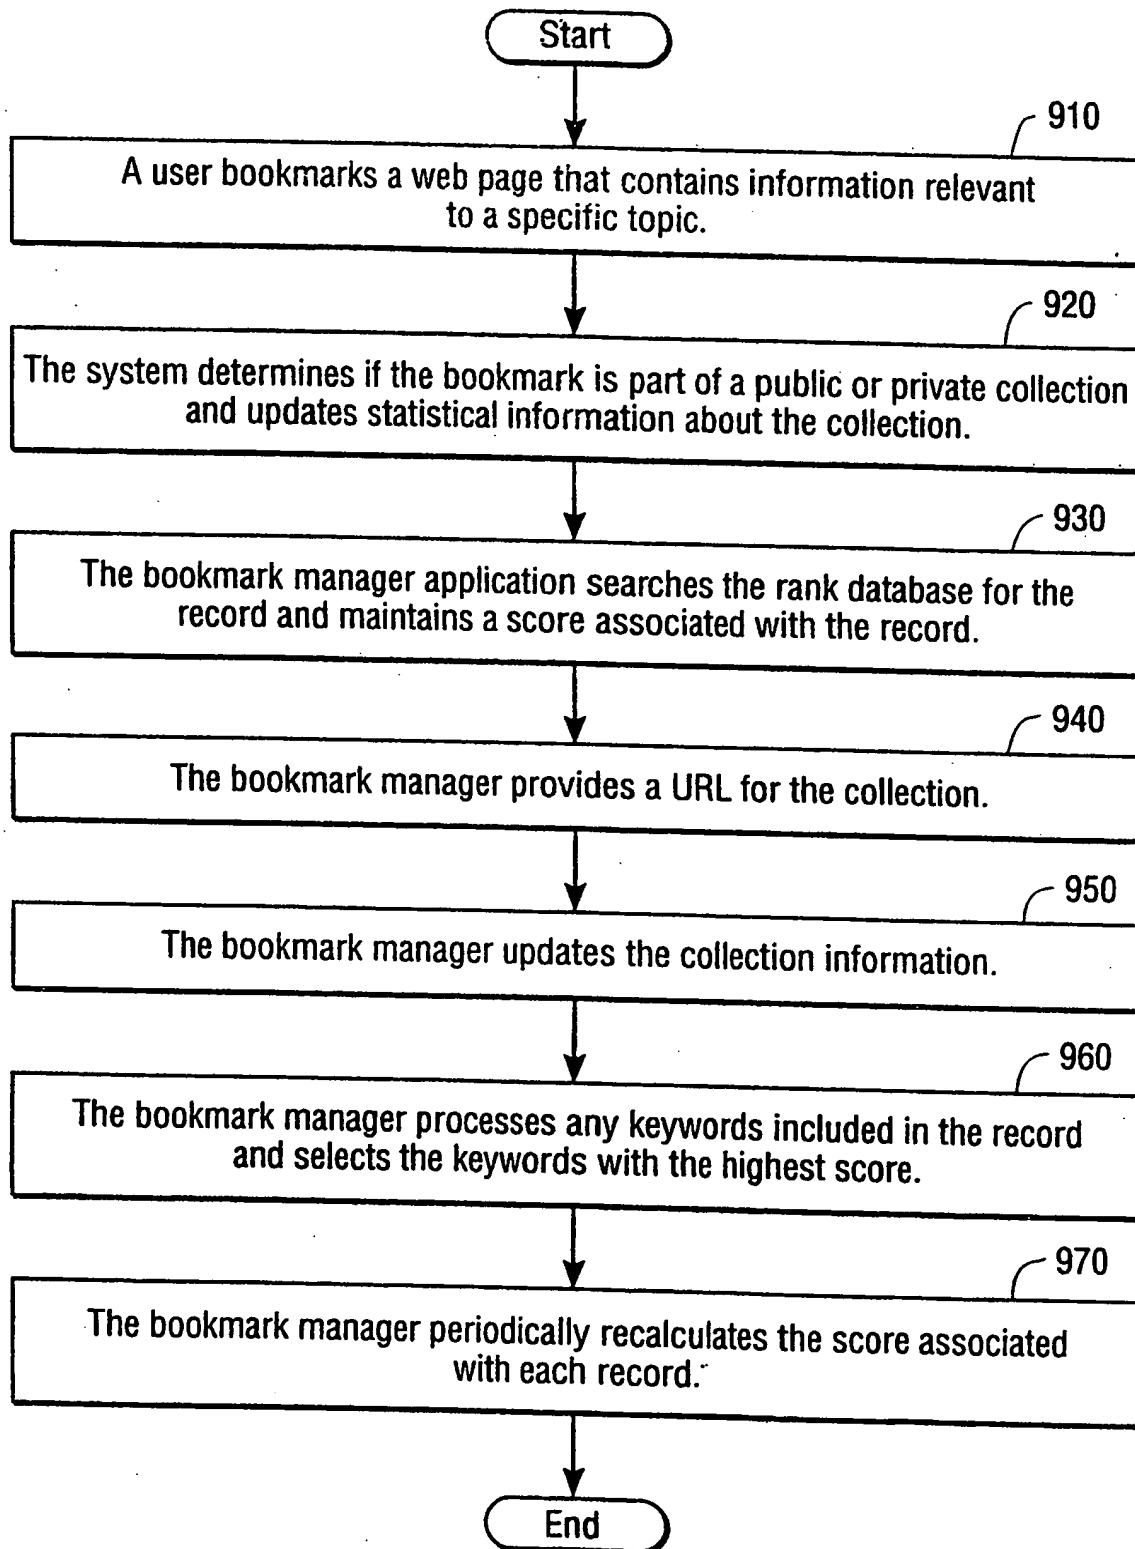 Start
910
A user bookmarks a web page that contains information relevant
to a specific topic.
920
The system determines if the bookmark is part of a public or private collection
and updates statistical information about the collection.
930
The bookmark manager application searches the rank database for the
record and maintains a score associated with the record.
940
The bookmark manager provides a URL for the collection.
950
The bookmark manager updates the collection information.
960
The bookmark manager processes any keywords included in the record
and selects the keywords with the highest score.
970
The bookmark manager periodically recalculates the score associated
with each record.
End